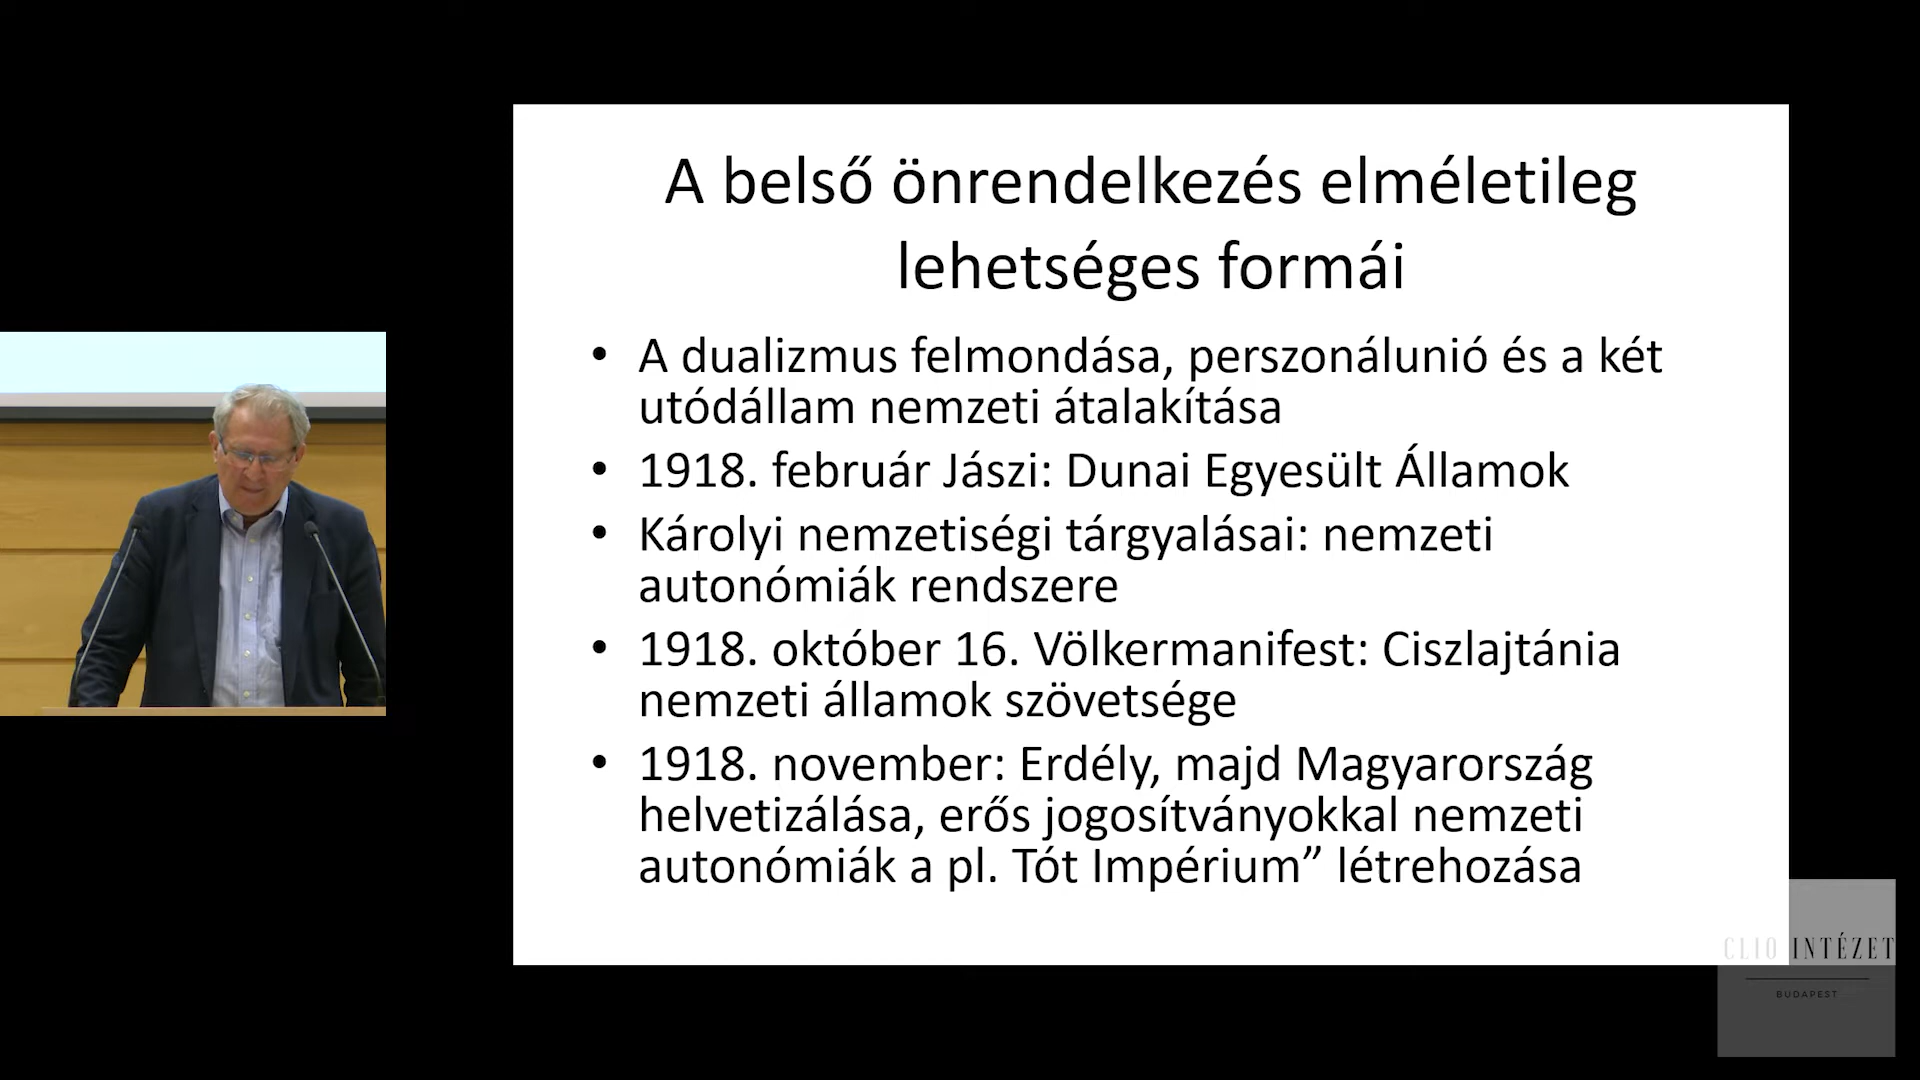 A belső önrendelkezés elméletileg
lehetséges formái
• A dualizmus felmondása, perszonálunió és a két
utódállam nemzeti átalakítása
• 1918. február Jászi: Dunai Egyesült Államok
• Károlyi nemzetiségi tárgyalásai: nemzeti
autonómiák rendszere
• 1918. október 16. Völkermanifest: Ciszlajtánia
nemzeti államok szövetsége
• 1918. november: Erdély, majd Magyarország
helvetizálása, erős jogosítványokkal nemzeti
autonómiák a pl. Tót Impérium” létrehozása
CLIO INTÉZET
BUDAPEST